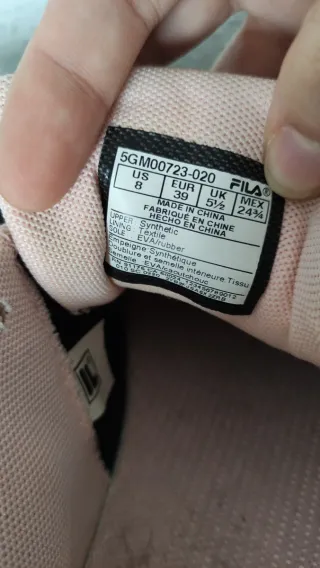 5GM00723-020
US 8 EUR 39 UK 5½ MEX 24¾ FILA®
MADE IN CHINA
FABRIQUÉ EN CHINE
HECHO EN CHINA
UPPER: Synthetic
LINING: Textile
SOLE: EVA/rubber
Empeigne Synthétique
Doublure et semelle intérieure Tissu
Semelle EVA/caoutchouc